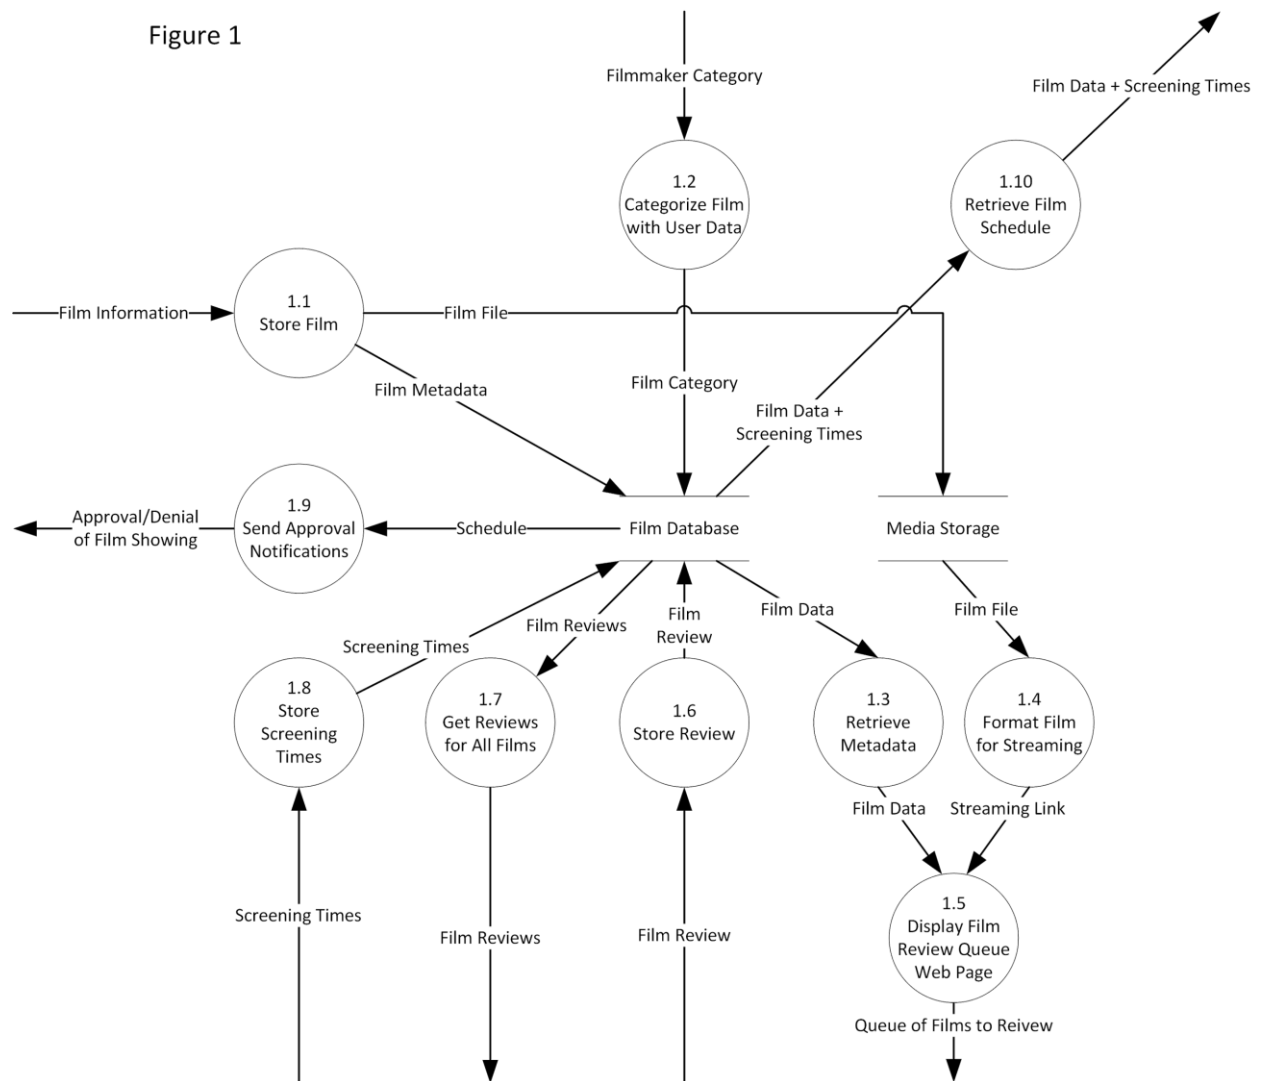 Figure 1
Filmmaker Category
Film Data + Screening Times
1.2
Categorize Film
with User Data
1.10
Retrieve Film
Schedule
Film Information
1.1
Store Film
Film File
Film Metadata
Film Category
Film Data +
Screening Times
Approval/Denial
of Film Showing
1.9
Send Approval
Notifications
Schedule
Film Database
Media Storage
Screening Times
Film Reviews
Film
Review
Film Data
Film File
1.8
Store
Screening
Times
1.7
Get Reviews
for All Films
1.6
Store Review
1.3
Retrieve
Metadata
1.4
Format Film
for Streaming
Film Data
Streaming Link
Screening Times
Film Reviews
Film Review
1.5
Display Film
Review Queue
Web Page
Queue of Films to Reivew